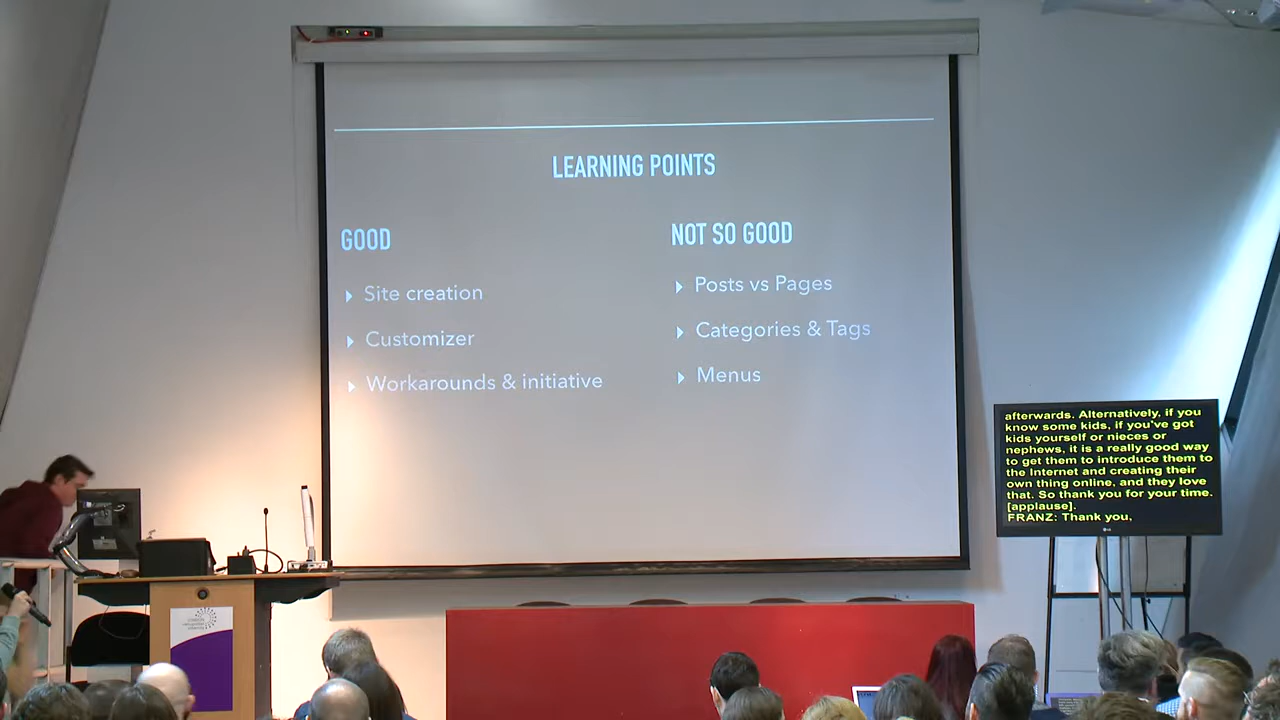 LEARNING POINTS
GOOD
Site creation
Customizer
Workarounds & initiative
NOT SO GOOD
Posts vs Pages
Categories & Tags
Menus
afterwards. Alternatively, if you
know some kids, if you've got
kids yourself or nieces or
nephews, it is a really good way
to get them to introduce them to
the Internet and creating their
own thing online, and they love
that. So thank you for your time.
[applause].
FRANZ: Thank you,